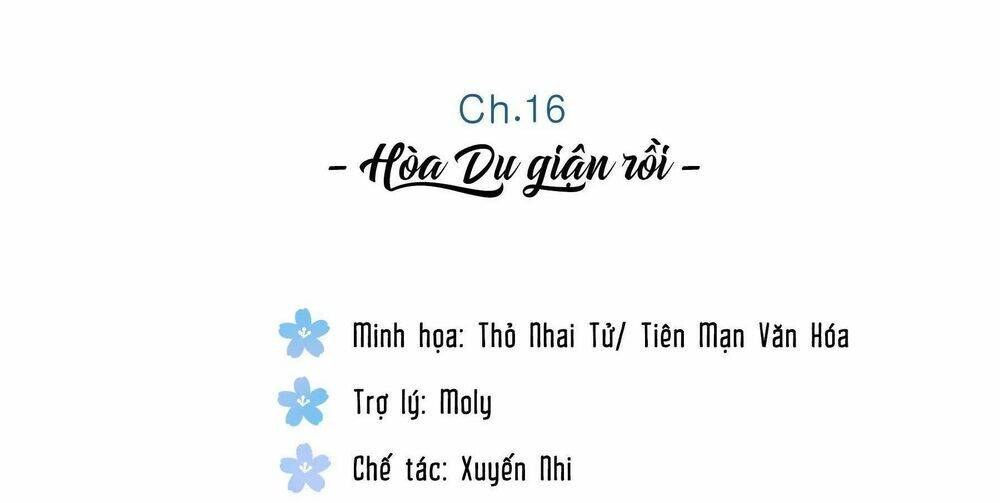 Ch.16
- Hòa Du giận rồi -
Minh họa: Thỏ Nhai Tử/ Tiên Mạn Văn Hóa
Trợ lý: Moly
Chế tác: Xuyến Nhi